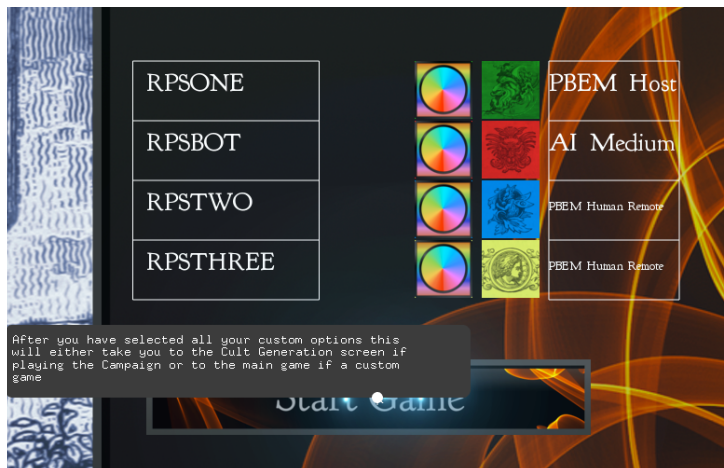 RPSONE PBEM Host
RPSBOT AI Medium
RPSTWO PBEM Human Remote
RPSTHREE PBEM Human Remote
After you have selected all your custom options this
will either take you to the Cult Generation screen if
playing the Campaign or to the main game if a custom
game
Start Game